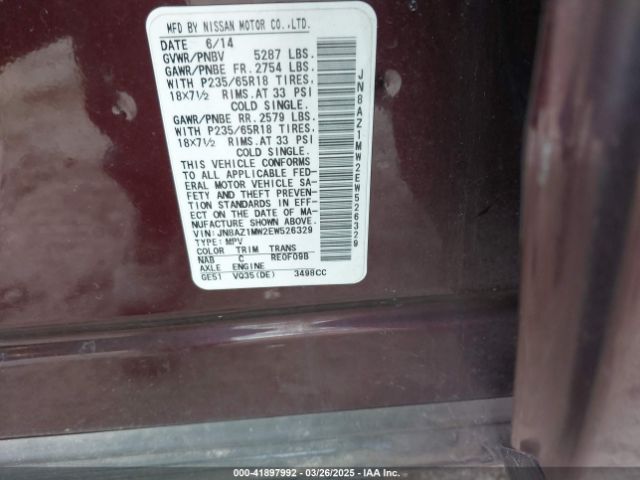 MFD BY NISSAN MOTOR CO.,LTD.
DATE 6/14
GVWR/PNBV 5287 LBS.
GAWR/PNBE FR. 2754 LBS.
WITH P235/65R18 TIRES.
18X7½ RIMS.AT 33 PSI
COLD SINGLE.
GAWR/PNBE RR. 2579 LBS.
WITH P235/65R18 TIRES.
18X7½ RIMS.AT 33 PSI
COLD SINGLE.
THIS VEHICLE CONFORMS
TO ALL APPLICABLE FED-
ERAL MOTOR VEHICLE SA-
FETY AND THEFT PREVEN-
TION STANDARDS IN EFF-
ECT ON THE DATE OF MA-
NUFACTURE SHOWN ABOVE.
VIN: JN8AZ1MW2EW526329
TYPE: MPV
COLOR TRIM TRANS
NAB C REOF09B
AXLE ENGINE
GE51 VQ35(DE) 3498CC
JN8AZ1MW2EW526329
000-41897992 - 03/26/2025 - IAA Inc.